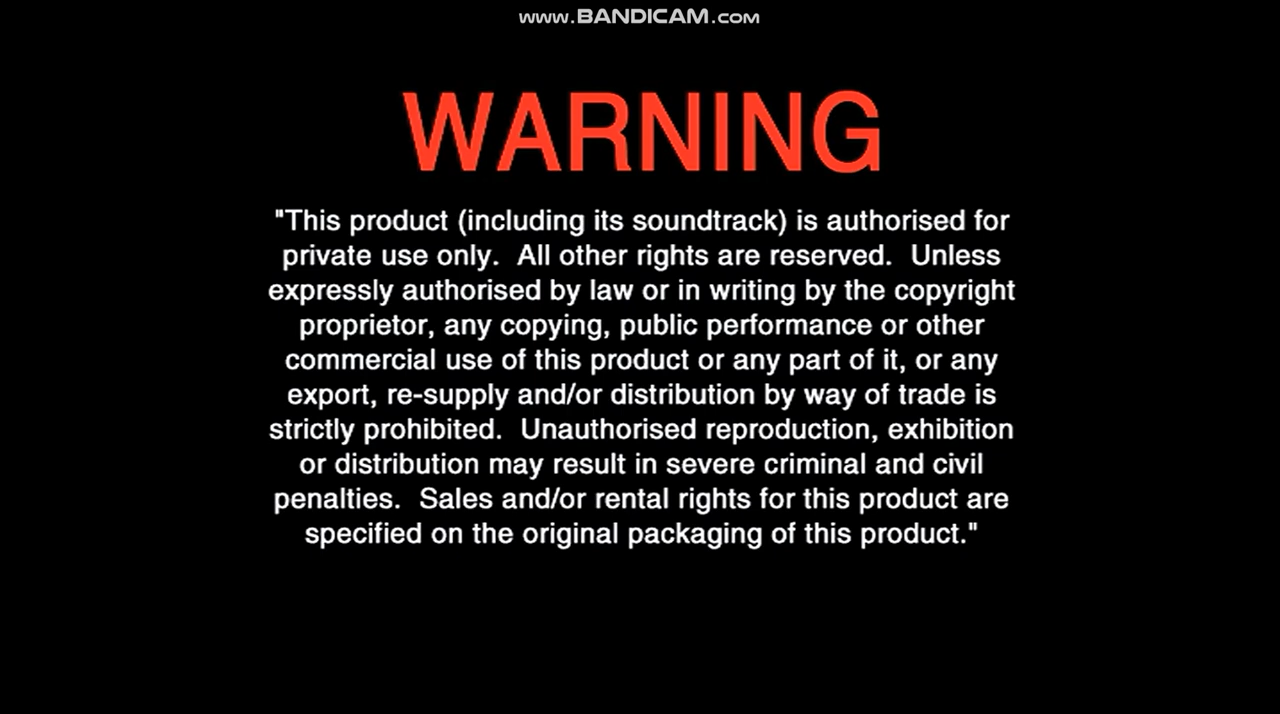 www.BANDICAM.com
WARNING
"This product (including its soundtrack) is authorised for
private use only.  All other rights are reserved.  Unless
expressly authorised by law or in writing by the copyright
proprietor, any copying, public performance or other
commercial use of this product or any part of it, or any
export, re-supply and/or distribution by way of trade is
strictly prohibited.  Unauthorised reproduction, exhibition
or distribution may result in severe criminal and civil
penalties.  Sales and/or rental rights for this product are
specified on the original packaging of this product."